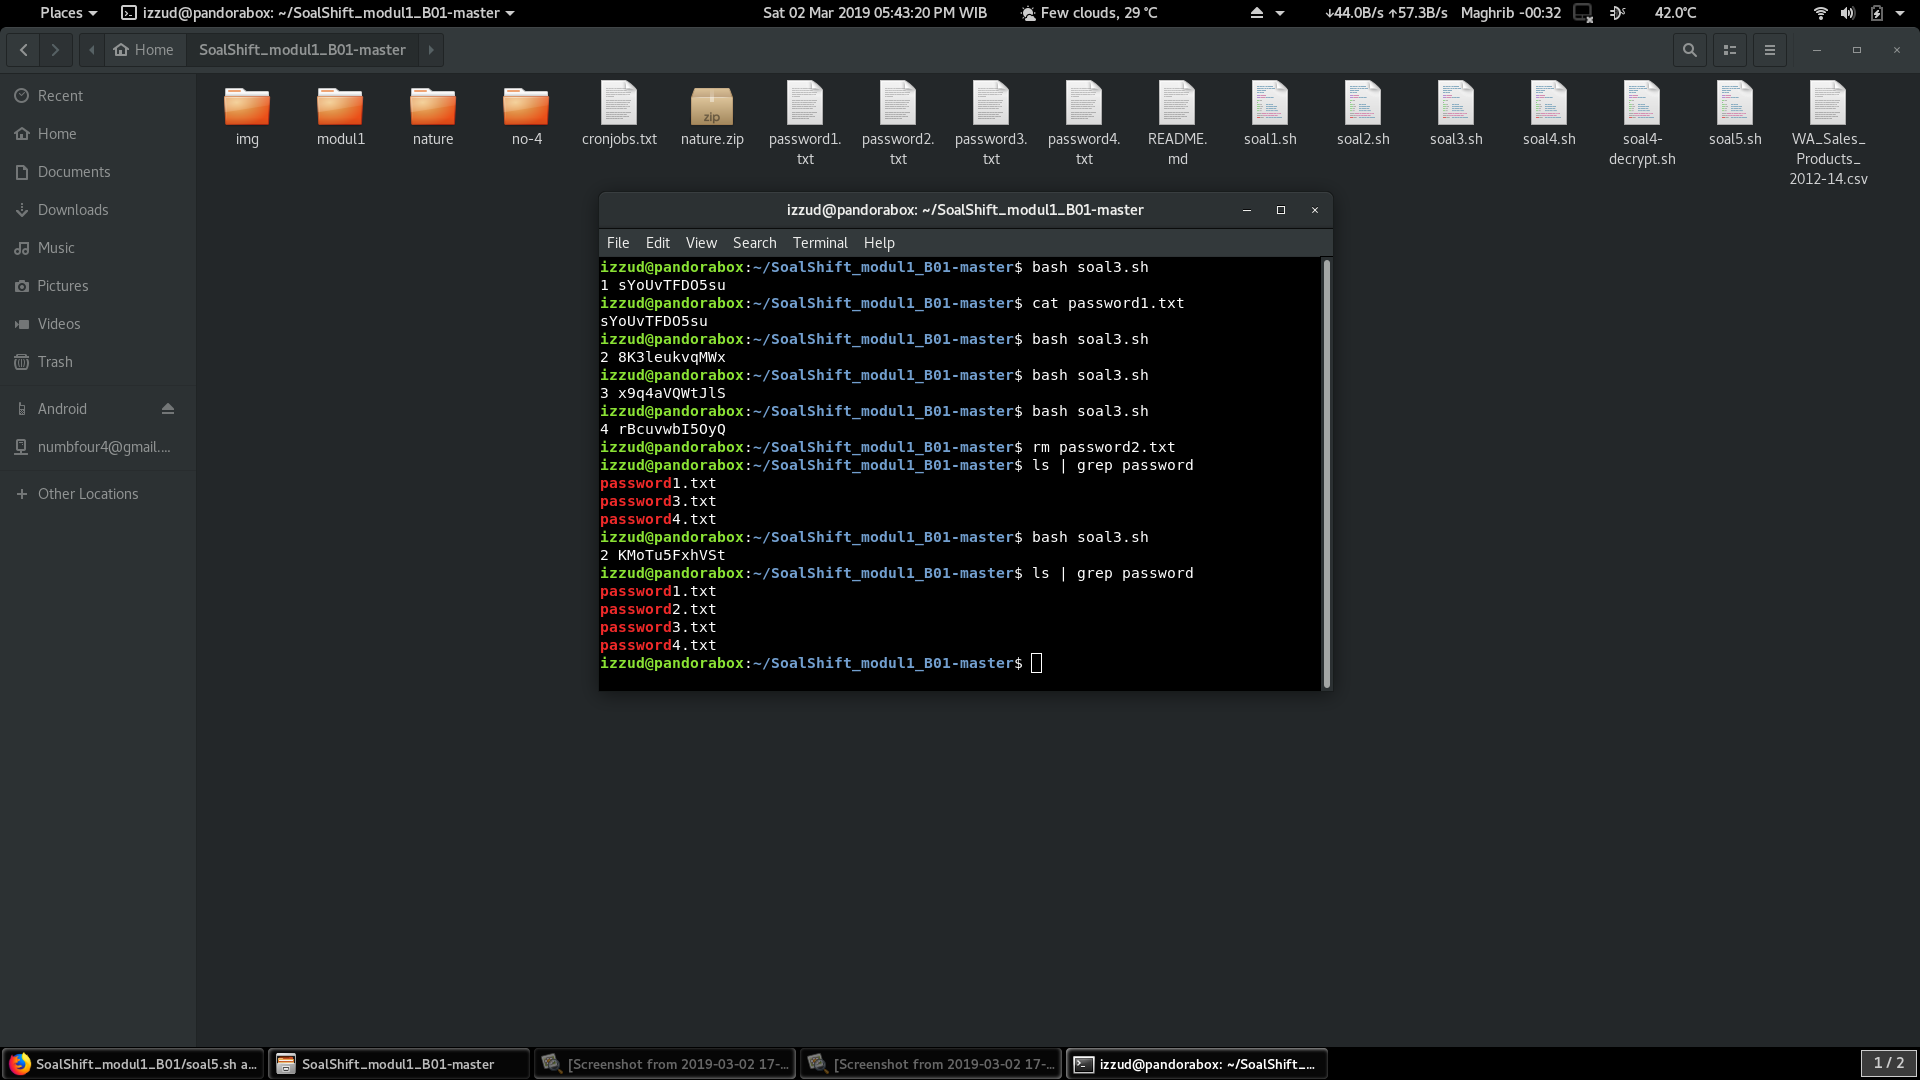 Places
izzud@pandorabox: ~/SoalShift_modul1_B01-master
Sat 02 Mar 2019 05:43:20 PM WIB
Few clouds, 29 °C
↓44.0B/s ↑57.3B/s
Maghrib -00:32
42.0°C
Home
SoalShift_modul1_B01-master
Recent
Home
Documents
Downloads
Music
Pictures
Videos
Trash
Android
numbfour4@gmail....
+ Other Locations
img
modul1
nature
no-4
cronjobs.txt
zip
nature.zip
password1.
txt
password2.
txt
password3.
txt
password4.
txt
README.
md
soal1.sh
soal2.sh
soal3.sh
soal4.sh
soal4-
decrypt.sh
soal5.sh
WA_Sales_
Products_
2012-14.csv
izzud@pandorabox: ~/SoalShift_modul1_B01-master
File Edit View Search Terminal Help
izzud@pandorabox:~/SoalShift_modul1_B01-master$ bash soal3.sh
1 sYoUvTFDO5su
izzud@pandorabox:~/SoalShift_modul1_B01-master$ cat password1.txt
sYoUvTFDO5su
izzud@pandorabox:~/SoalShift_modul1_B01-master$ bash soal3.sh
2 8K3leukvqMWx
izzud@pandorabox:~/SoalShift_modul1_B01-master$ bash soal3.sh
3 x9q4aVQWtJlS
izzud@pandorabox:~/SoalShift_modul1_B01-master$ bash soal3.sh
4 rBcuvwbI5OyQ
izzud@pandorabox:~/SoalShift_modul1_B01-master$ rm password2.txt
izzud@pandorabox:~/SoalShift_modul1_B01-master$ ls | grep password
password1.txt
password3.txt
password4.txt
izzud@pandorabox:~/SoalShift_modul1_B01-master$ bash soal3.sh
2 KMoTu5FxhVSt
izzud@pandorabox:~/SoalShift_modul1_B01-master$ ls | grep password
password1.txt
password2.txt
password3.txt
password4.txt
izzud@pandorabox:~/SoalShift_modul1_B01-master$
SoalShift_modul1_B01/soal5.sh a...
SoalShift_modul1_B01-master
[Screenshot from 2019-03-02 17-...
[Screenshot from 2019-03-02 17-...
izzud@pandorabox: ~/SoalShift_...
1 / 2